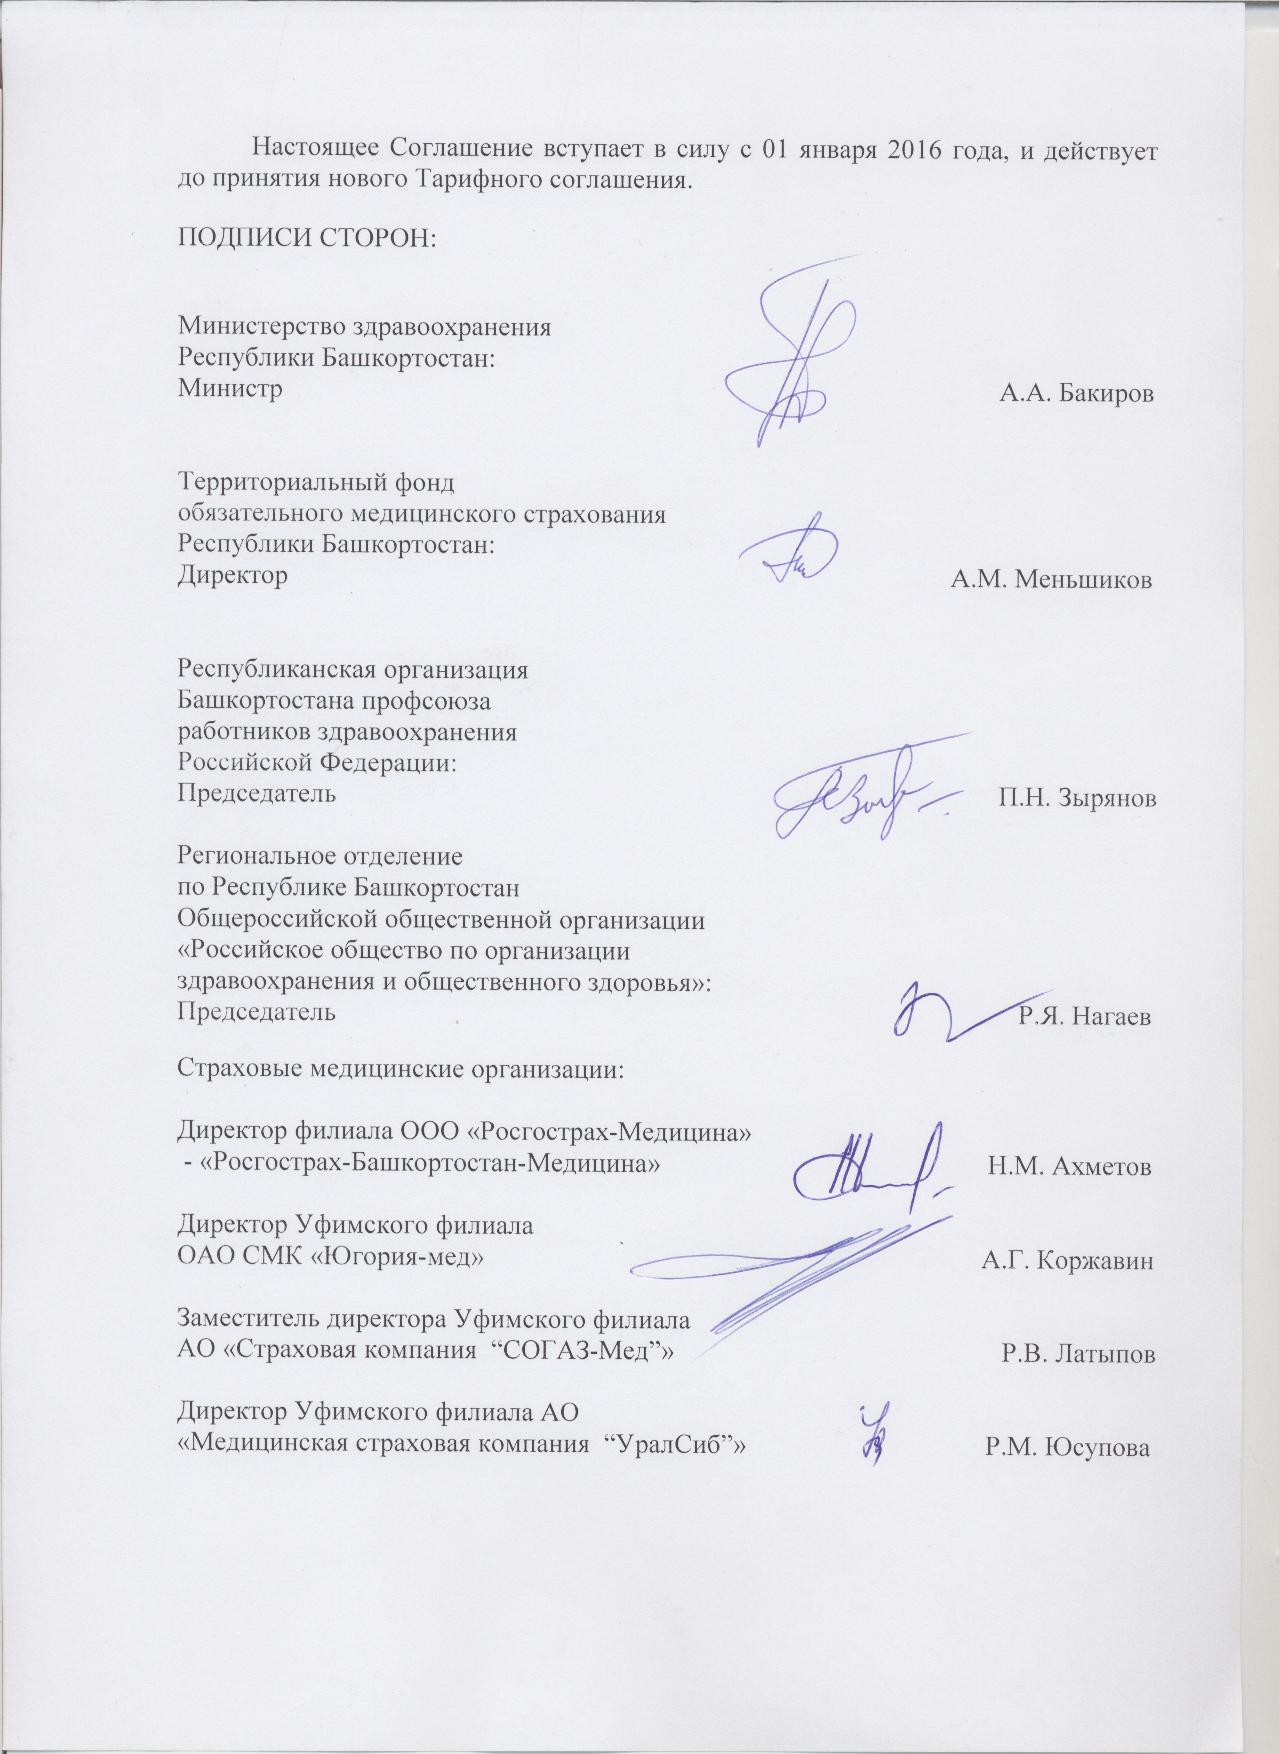 Настоящее Соглашение вступает в силу с 01 января 2016 года, и действует
до принятия нового Тарифного соглашения.
ПОДПИСИ СТОРОН:
Министерство здравоохранения
Республики Башкортостан:
Министр А.А. Бакиров
Территориальный фонд
обязательного медицинского страхования
Республики Башкортостан:
Директор А.М. Меньшиков
Республиканская организация
Башкортостана профсоюза
работников здравоохранения
Российской Федерации:
Председатель П.Н. Зырянов
Региональное отделение
по Республике Башкортостан
Общероссийской общественной организации
«Российское общество по организации
здравоохранения и общественного здоровья»:
Председатель Р.Я. Нагаев
Страховые медицинские организации:
Директор филиала ООО «Росгострах-Медицина»
- «Росгострах-Башкортостан-Медицина» Н.М. Ахметов
Директор Уфимского филиала
ОАО СМК «Югория-мед» А.Г. Коржавин
Заместитель директора Уфимского филиала
АО «Страховая компания “СОГАЗ-Мед”» Р.В. Латыпов
Директор Уфимского филиала АО
«Медицинская страховая компания “УралСиб”» Р.М. Юсупова